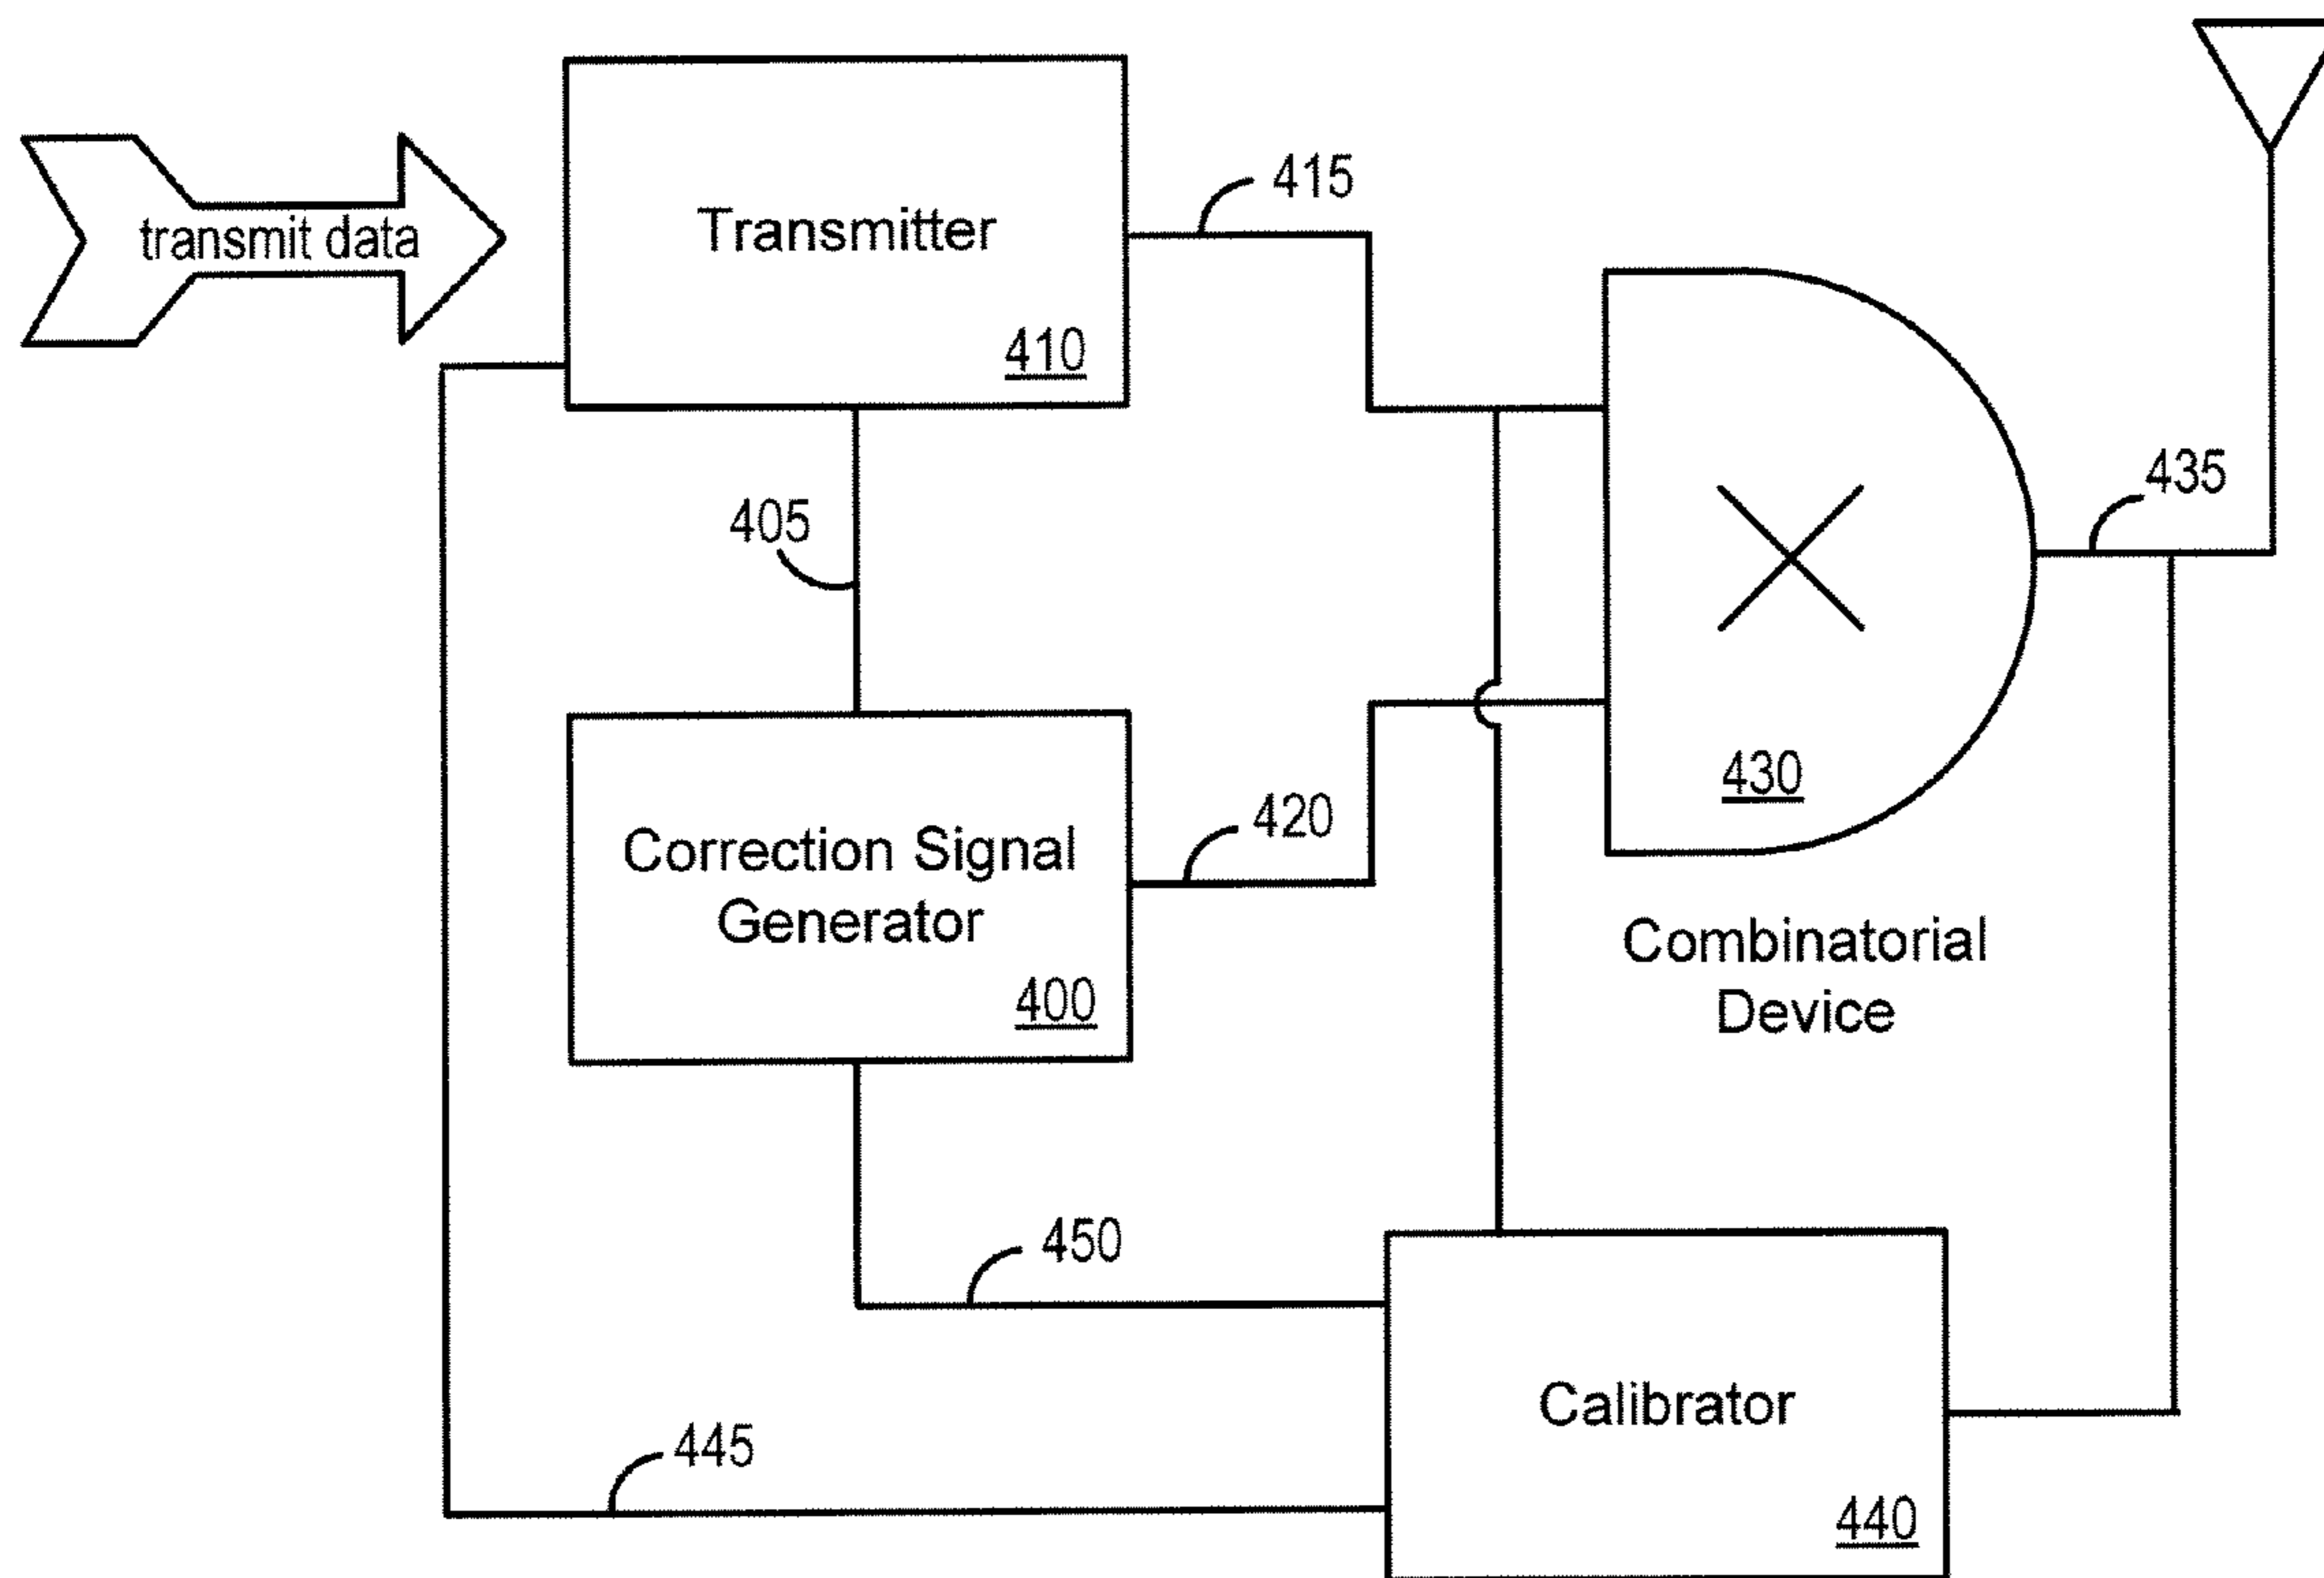 transmit data
Transmitter
410
415
405
435
Correction Signal
Generator
400
420
430
Combinatorial
Device
450
445
Calibrator
440